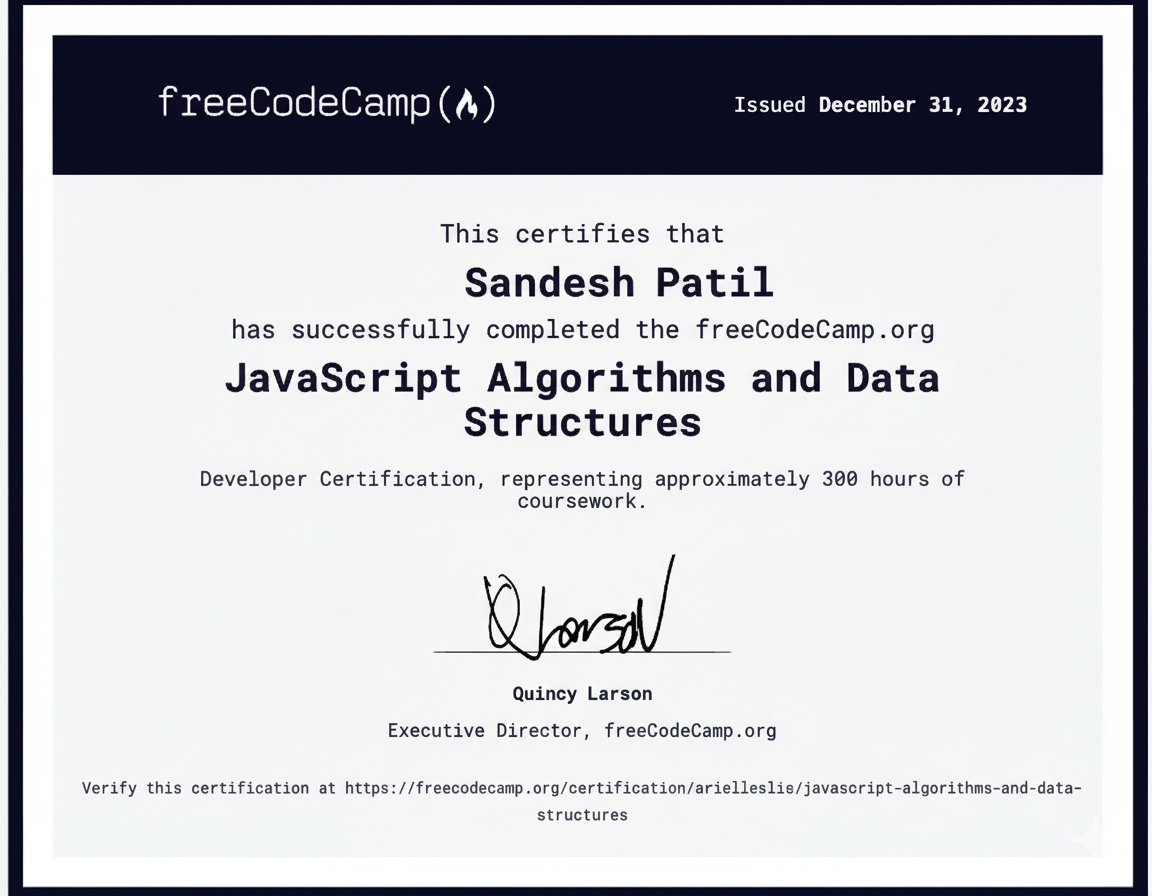 freeCodeCamp(🔥)
Issued December 31, 2023
This certifies that
Sandesh Patil
has successfully completed the freeCodeCamp.org
JavaScript Algorithms and Data
Structures
Developer Certification, representing approximately 300 hours of
coursework.
Q Larson
Quincy Larson
Executive Director, freeCodeCamp.org
Verify this certification at https://freecodecamp.org/certification/arielleslie/javascript-algorithms-and-data-
structures